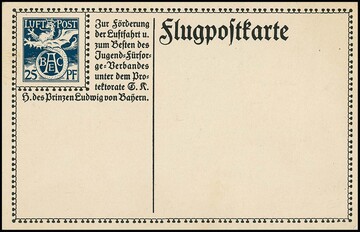 LUFT POST
BAEC
25 PF
Zur Förderung
der Luftfahrt u.
zum Besten des
Jugend-Fürsor-
ge-Verbandes
unter dem Pro-
tektorate S. K.
H. des Prinzen Ludwig von Bayern.
Flugpostkarte